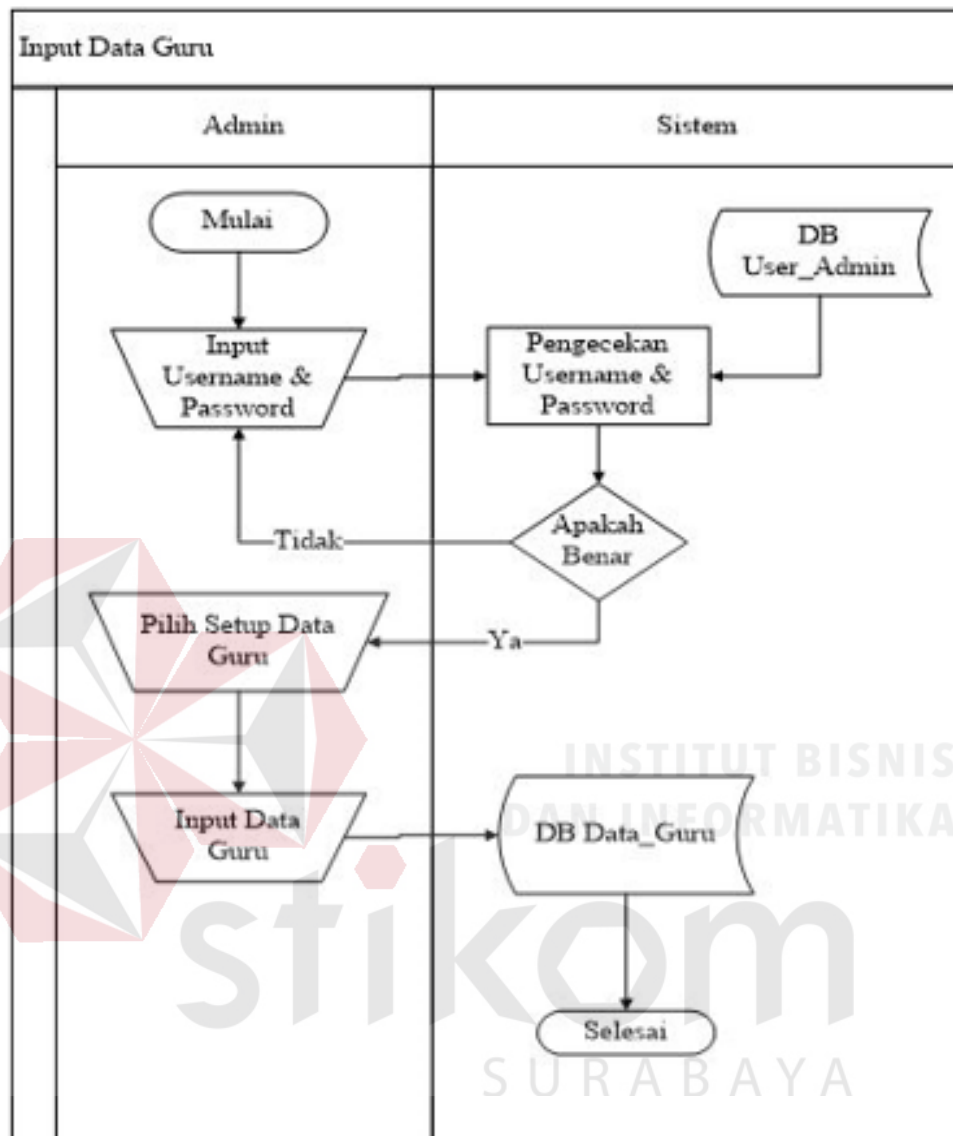 Input Data Guru
Admin
Sistem
Mulai
DB
User_Admin
Input
Username &
Password
Pengecekan
Username &
Password
Apakah
Benar
Tidak
Ya
Pilih Setup Data
Guru
Input Data
Guru
DB Data_Guru
Selesai
INSTITUT BISNIS
DAN INFORMATIKA
stikom
SURABAYA